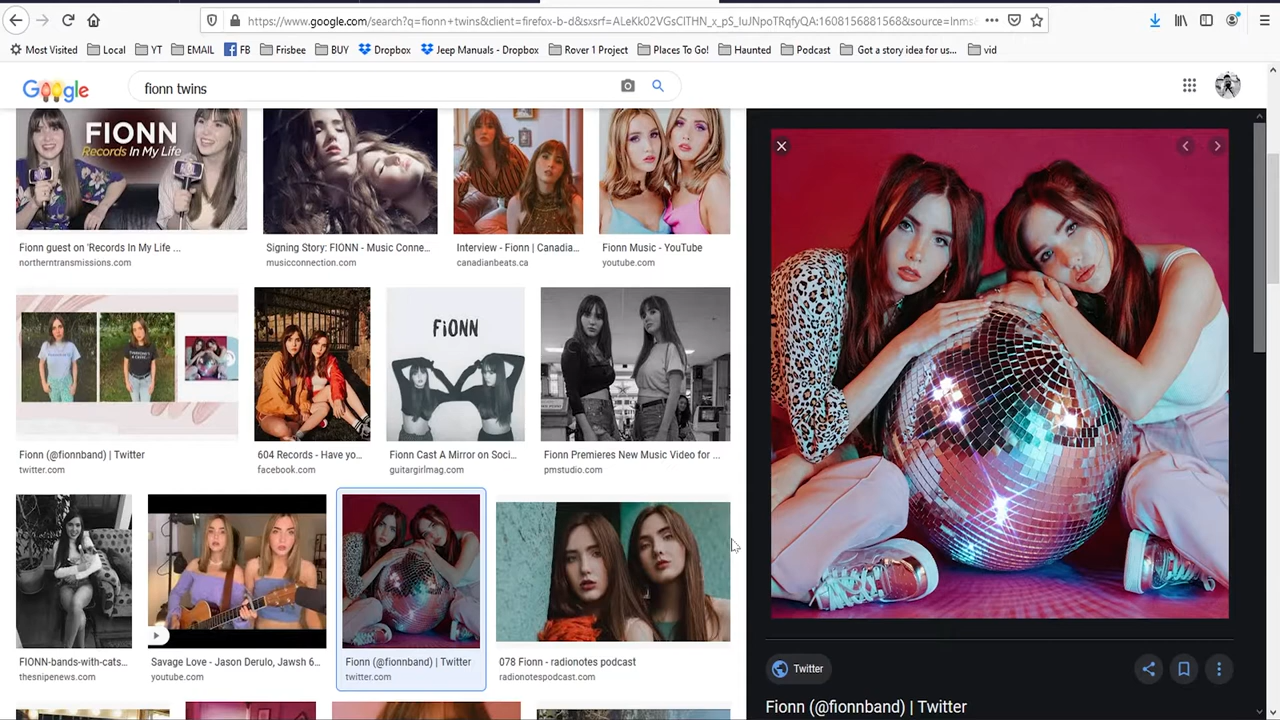 https://www.google.com/search?q=fionn+twins&client=firefox-b-d&sxsrf=ALeKk02VGsClTHN_x_pS_IuJNpoTRqfyQA:1608156881568&source=lnms
Most Visited Local YT EMAIL FB Frisbee BUY Dropbox Jeep Manuals - Dropbox Rover 1 Project Places To Go! Haunted Podcast Got a story idea for us... vid
Google fionn twins
FIONN
Records In My Life
Fionn guest on 'Records In My Life ...
northerntransmissions.com
Signing Story: FIONN - Music Conne...
musicconnection.com
Interview - Fionn | Canadia...
canadianbeats.ca
Fionn Music - YouTube
youtube.com
FIONN
Fionn (@fionnband) | Twitter
twitter.com
604 Records - Have yo...
facebook.com
Fionn Cast A Mirror on Soci...
guitargirlmag.com
Fionn Premieres New Music Video for ...
pmstudio.com
FIONN-bands-with-cats...
thesnipenews.com
Savage Love - Jason Derulo, Jawsh 6...
youtube.com
Fionn (@fionnband) | Twitter
twitter.com
078 Fionn - radionotes podcast
radionotespodcast.com
Twitter
Fionn (@fionnband) | Twitter